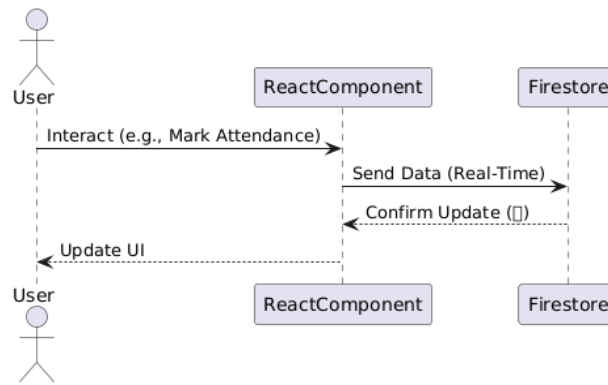 User
ReactComponent
Firestore
Interact (e.g., Mark Attendance)
Send Data (Real-Time)
Confirm Update ()
Update UI
User
ReactComponent
Firestore